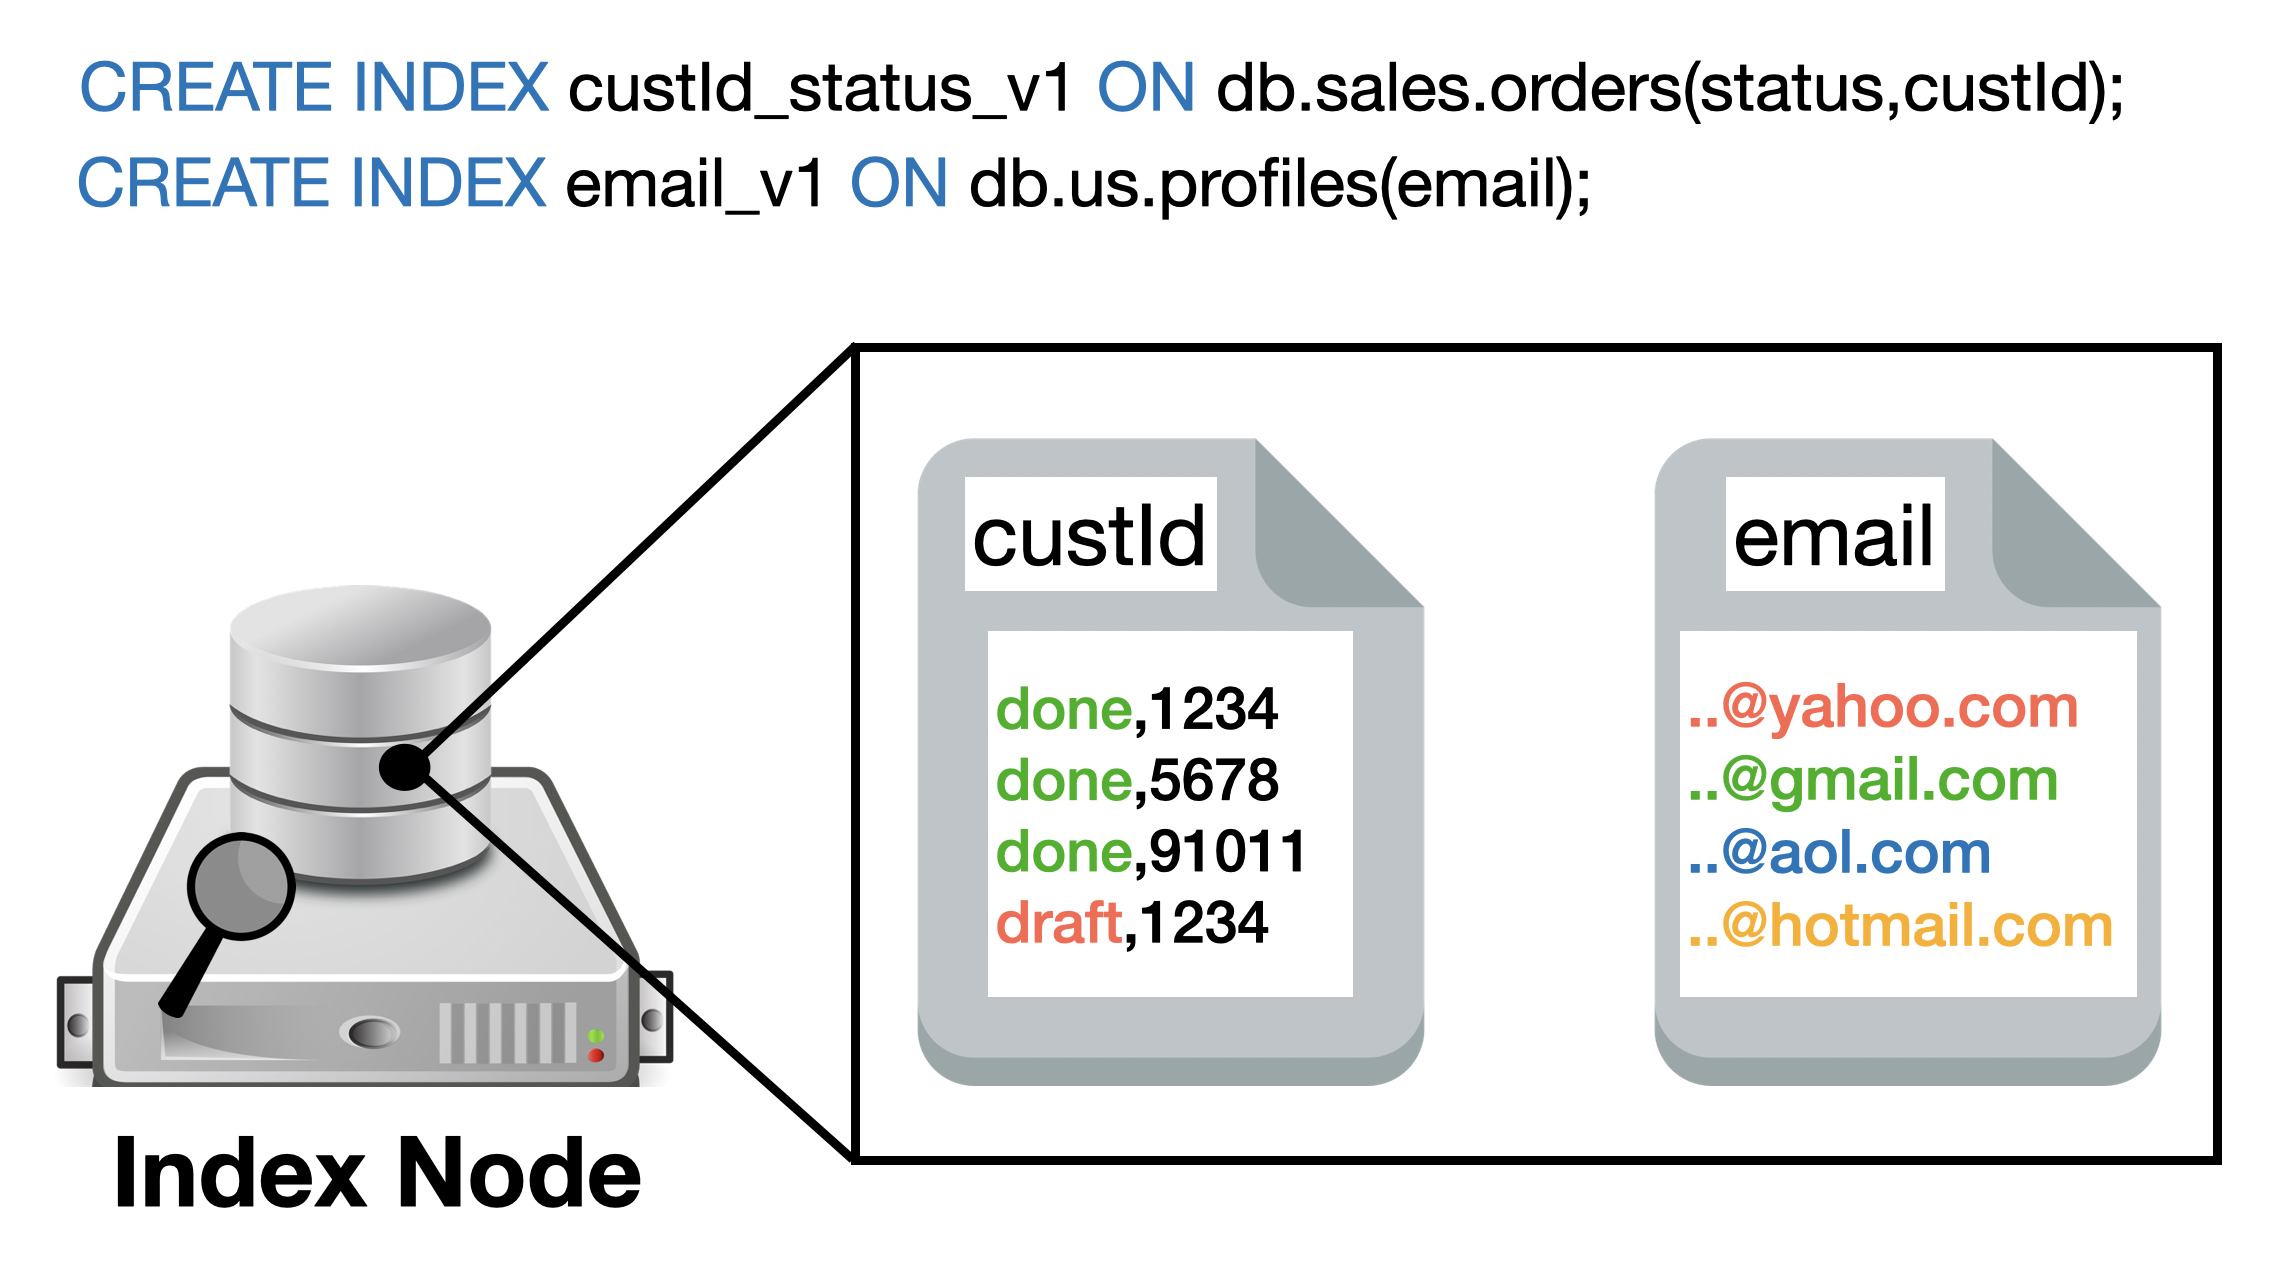 CREATE INDEX custId_status_v1 ON db.sales.orders(status,custId);
CREATE INDEX email_v1 ON db.us.profiles(email);
custId
done,1234
done,5678
done,91011
draft,1234
email
..@yahoo.com
..@gmail.com
..@aol.com
..@hotmail.com
Index Node